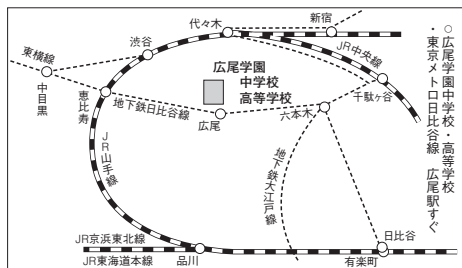 ○広尾学園中学校・高等学校
・東京メトロ日比谷線 広尾駅すぐ
新宿
代々木
渋谷
東横線
中目黒
恵比寿
広尾学園
中学校
高等学校
JR中央線
千駄ヶ谷
地下鉄日比谷線
広尾
六本木
JR山手線
地下鉄大江戸線
日比谷
JR京浜東北線
JR東海道本線
品川
有楽町